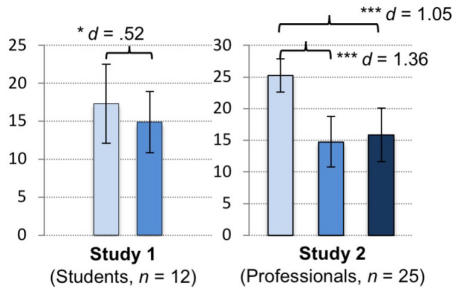 *** d = 1.05
* d = .52
*** d = 1.36
25
20
15
10
5
0
30
25
20
15
10
5
0
Study 1
(Students, n = 12)
Study 2
(Professionals, n = 25)